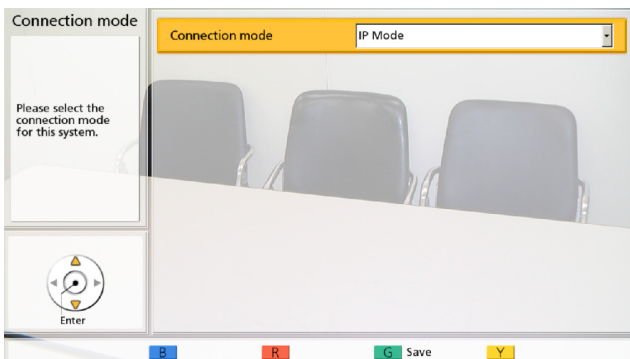 Connection mode
Connection mode IP Mode
Please select the
connection mode
for this system.
Enter
B R G Save Y